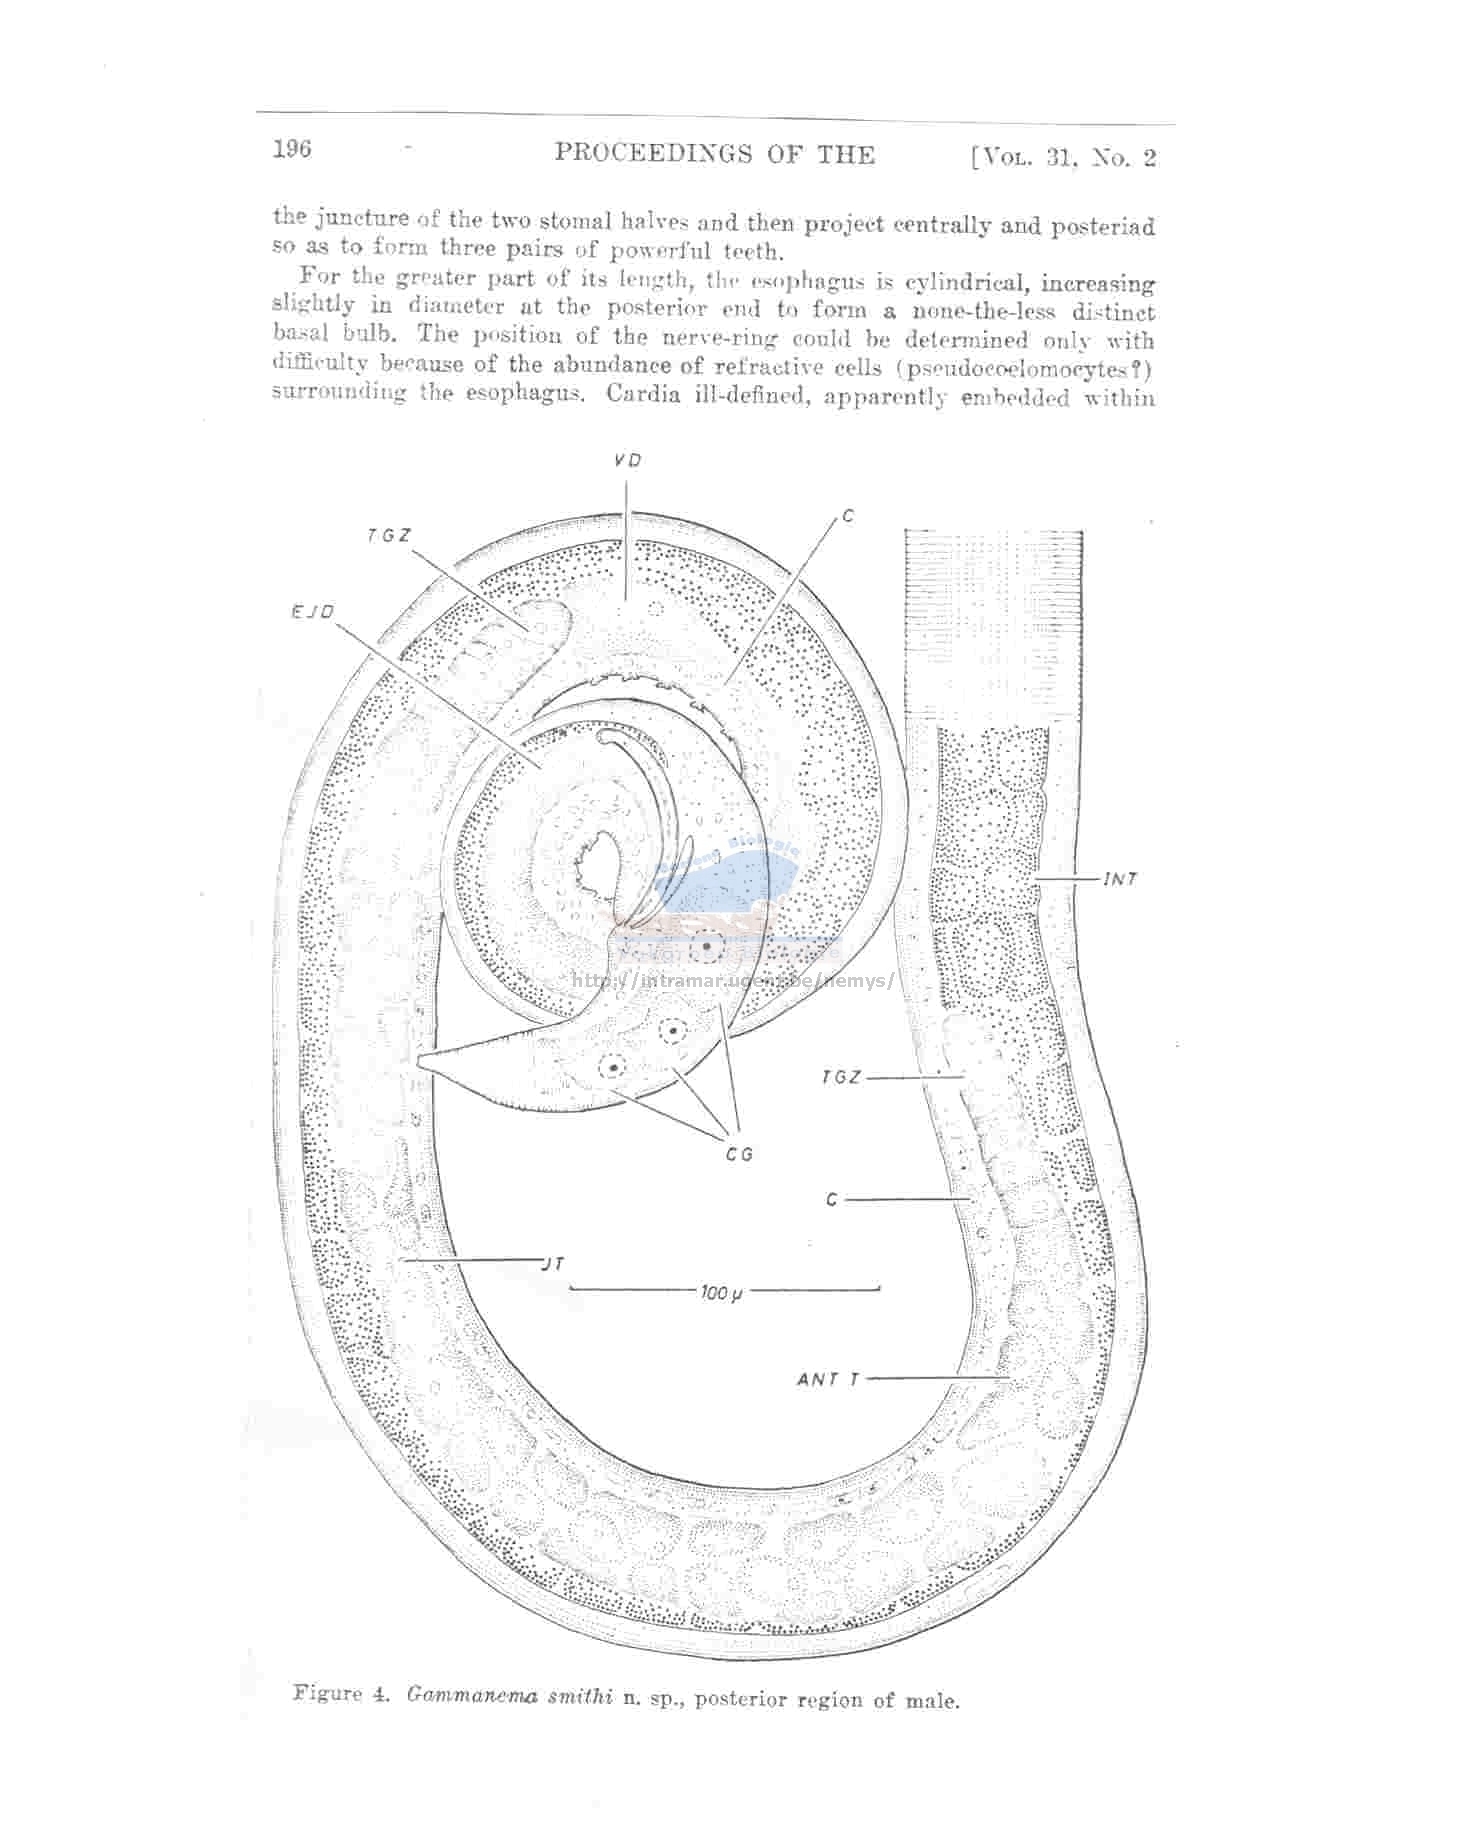 196 PROCEEDINGS OF THE [VOL. 31, No. 2
the juncture of the two stomal halves and then project centrally and posteriad
so as to form three pairs of powerful teeth.
For the greater part of its length, the esophagus is cylindrical, increasing
slightly in diameter at the posterior end to form a none-the-less distinct
basal bulb. The position of the nerve-ring could be determined only with
difficulty because of the abundance of refractive cells (pseudocoelomocytes?)
surrounding the esophagus. Cardia ill-defined, apparently embedded within
VD
C
TGZ
EJD
INT
http://intramar.ugent.be/nemys/
TGZ
CG
C
JT
100 µ
ANT T
Figure 4. Gammanema smithi n. sp., posterior region of male.